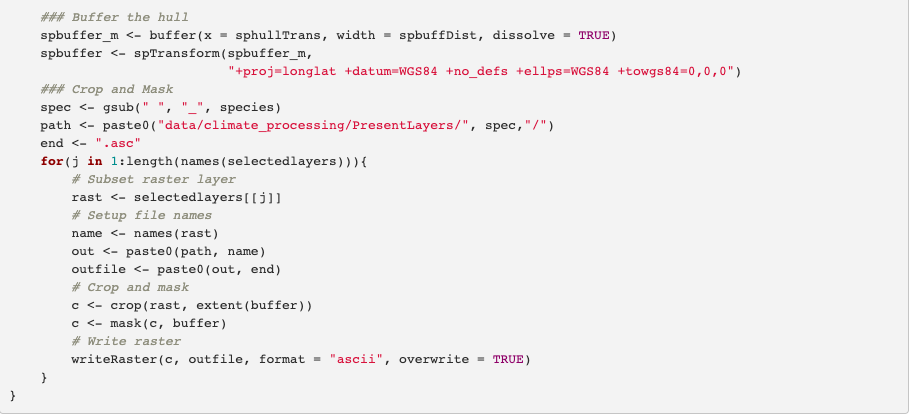 ### Buffer the hull
spbuffer_m <- buffer(x = sphullTrans, width = spbuffDist, dissolve = TRUE)
spbuffer <- spTransform(spbuffer_m,
"+proj=longlat +datum=WGS84 +no_defs +ellps=WGS84 +towgs84=0,0,0")
### Crop and Mask
spec <- gsub(" ", "_", species)
path <- paste0("data/climate_processing/PresentLayers/", spec,"/")
end <- ".asc"
for(j in 1:length(names(selectedlayers))){
# Subset raster layer
rast <- selectedlayers[[j]]
# Setup file names
name <- names(rast)
out <- paste0(path, name)
outfile <- paste0(out, end)
# Crop and mask
c <- crop(rast, extent(buffer))
c <- mask(c, buffer)
# Write raster
writeRaster(c, outfile, format = "ascii", overwrite = TRUE)
}
}